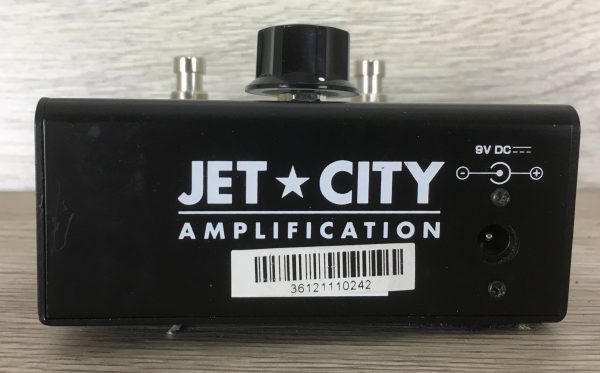 9V DC
JET★CITY
AMPLIFICATION
36121110242